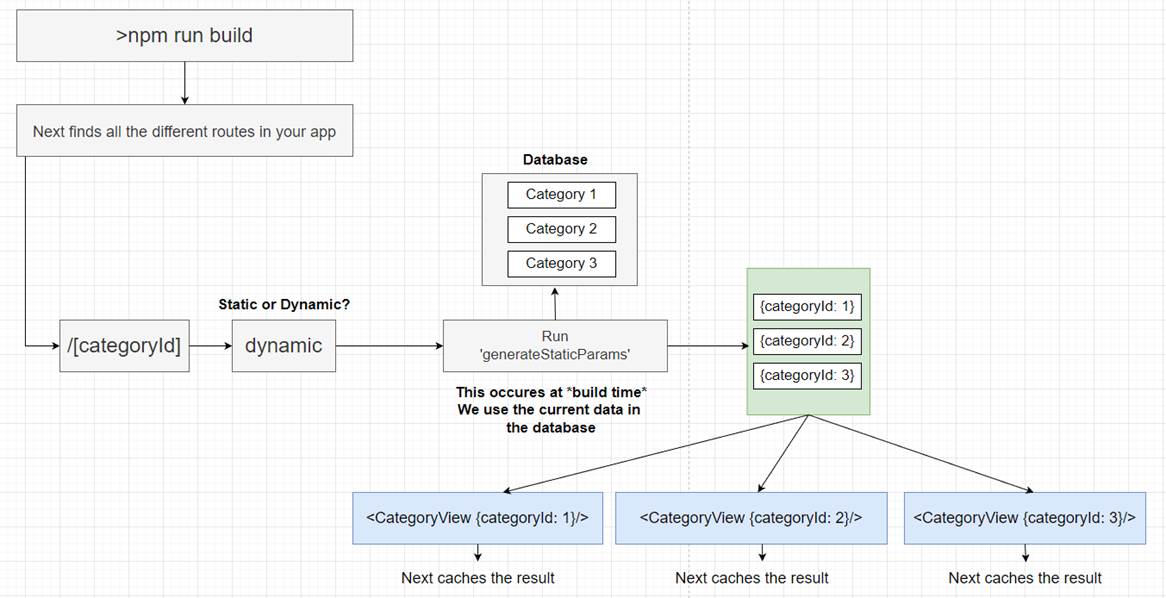 >npm run build
Next finds all the different routes in your app
Database
Category 1
Category 2
Category 3
Static or Dynamic?
/[categoryId]
dynamic
Run
'generateStaticParams'
This occures at *build time*
We use the current data in
the database
{categoryId: 1}
{categoryId: 2}
{categoryId: 3}
<CategoryView {categoryId: 1}/>
<CategoryView {categoryId: 2}/>
<CategoryView {categoryId: 3}/>
Next caches the result
Next caches the result
Next caches the result